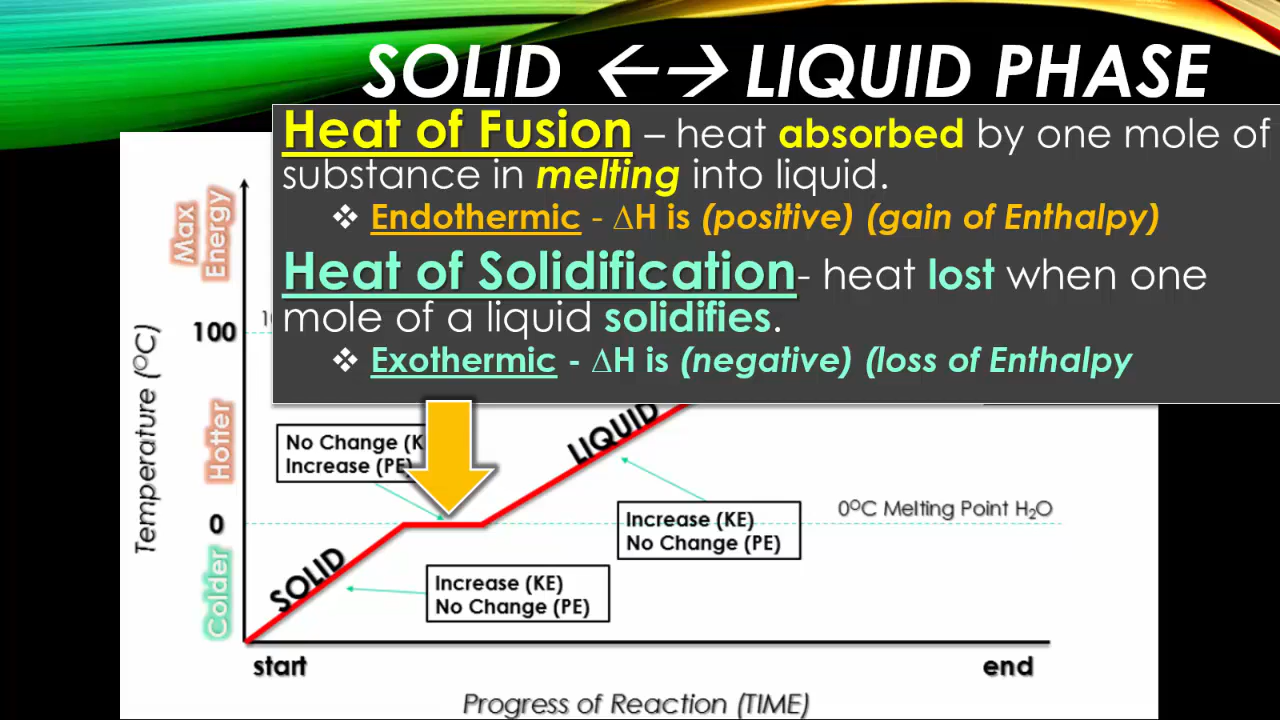 SOLID ←→ LIQUID PHASE
Heat of Fusion – heat absorbed by one mole of
substance in melting into liquid.
❖ Endothermic - ∆H is (positive) (gain of Enthalpy)
Heat of Solidification- heat lost when one
mole of a liquid solidifies.
❖ Exothermic - ∆H is (negative) (loss of Enthalpy
Max
Energy
Temperature (ᴼC)
100
Hotter
No Change (K
Increase (PE)
LIQUID
0
0ᴼC Melting Point H₂O
Increase (KE)
No Change (PE)
Colder
SOLID
Increase (KE)
No Change (PE)
start
end
Progress of Reaction (TIME)